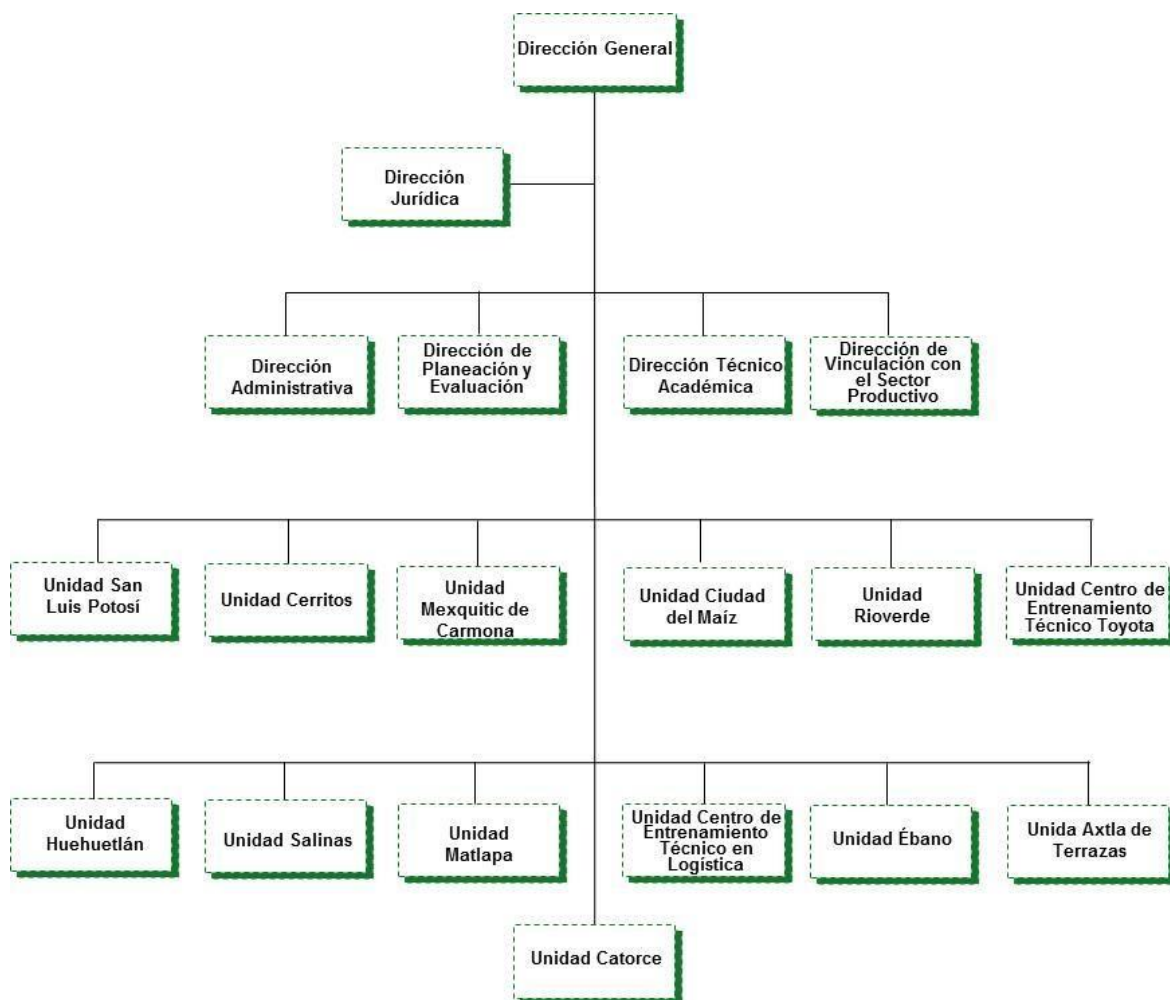 Dirección General
Dirección
Jurídica
Dirección
Administrativa
Dirección de
Planeación y
Evaluación
Dirección Técnico
Académica
Dirección de
Vinculación con
el Sector
Productivo
Unidad San
Luis Potosí
Unidad Cerritos
Unidad
Mexquitic de
Carmona
Unidad Ciudad
del Maíz
Unidad
Rioverde
Unidad Centro de
Entrenamiento
Técnico Toyota
Unidad
Huehuetlán
Unidad Salinas
Unidad
Matlapa
Unidad Centro de
Entrenamiento
Técnico en
Logística
Unidad Ébano
Unida Axtla de
Terrazas
Unidad Catorce